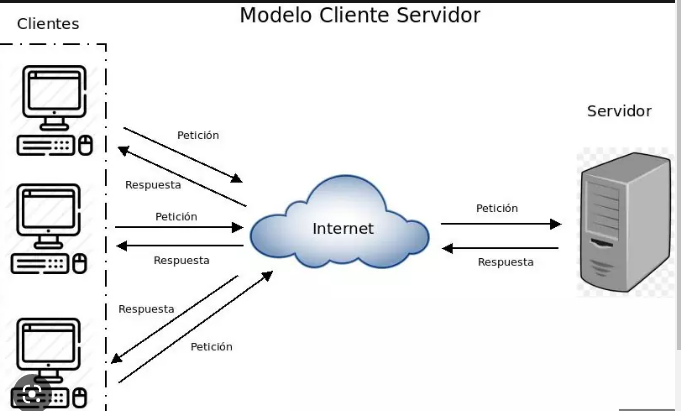 Modelo Cliente Servidor
Clientes
Servidor
Petición
Respuesta
Petición
Respuesta
Respuesta
Petición
Internet
Petición
Respuesta